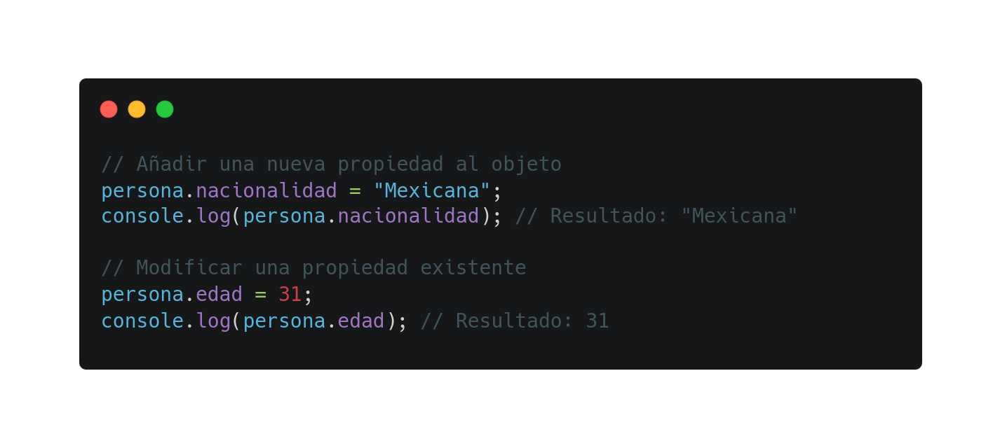 // Añadir una nueva propiedad al objeto
persona.nacionalidad = "Mexicana";
console.log(persona.nacionalidad); // Resultado: "Mexicana"
// Modificar una propiedad existente
persona.edad = 31;
console.log(persona.edad); // Resultado: 31